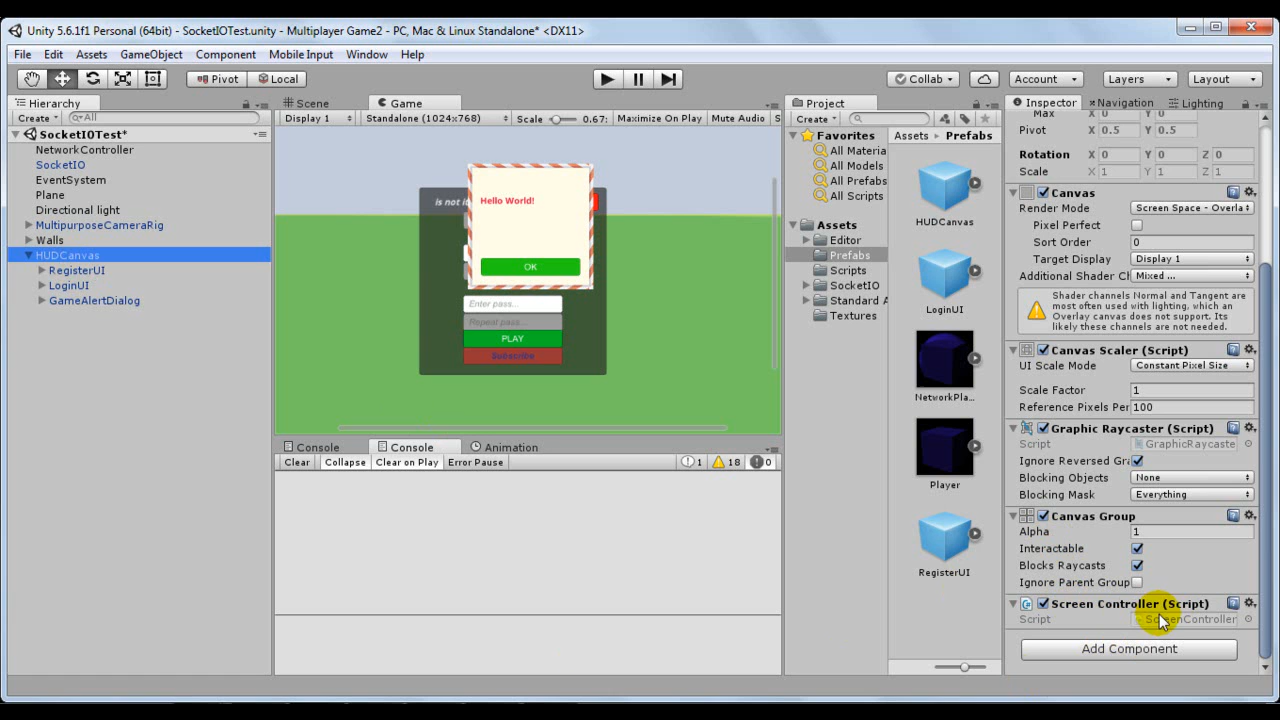 Unity 5.6.1f1 Personal (64bit) - SocketIOTest.unity - Multiplayer Game2 - PC, Mac & Linux Standalone* <DX11>
File Edit Assets GameObject Component Mobile Input Window Help
Pivot Local Collab Account Layers Layout
Hierarchy
Create All
SocketIOTest*
NetworkController
SocketIO
EventSystem
Plane
Directional light
MultipurposeCameraRig
Walls
HUDCanvas
RegisterUI
LoginUI
GameAlertDialog
Scene Game
Display 1 Standalone (1024x768) Scale 0.67: Maximize On Play Mute Audio S
is not i
Hello World!
OK
Enter pass...
Repeat pass...
PLAY
Subscribe
Console Console Animation
Clear Collapse Clear on Play Error Pause 1 18 0
Project
Create
Favorites
All Materia
All Models
All Prefabs
All Scripts
Assets
Editor
Prefabs
Scripts
SocketIO
Standard A
Textures
Assets Prefabs
HUDCanvas
LoginUI
NetworkPla...
Player
RegisterUI
Inspector Navigation Lighting
Max X 0 Y 0
Pivot X 0.5 Y 0.5
Rotation X 0 Y 0 Z 0
Scale X 1 Y 1 Z 1
Canvas
Render Mode Screen Space - Overla
Pixel Perfect
Sort Order 0
Target Display Display 1
Additional Shader Ch Mixed ...
Shader channels Normal and Tangent are
most often used with lighting, which an
Overlay canvas does not support. It's
likely these channels are not needed.
Canvas Scaler (Script)
UI Scale Mode Constant Pixel Size
Scale Factor 1
Reference Pixels Per 100
Graphic Raycaster (Script)
Script GraphicRaycaste
Ignore Reversed Gra
Blocking Objects None
Blocking Mask Everything
Canvas Group
Alpha 1
Interactable
Blocks Raycasts
Ignore Parent Group
Screen Controller (Script)
Script ScreenController
Add Component